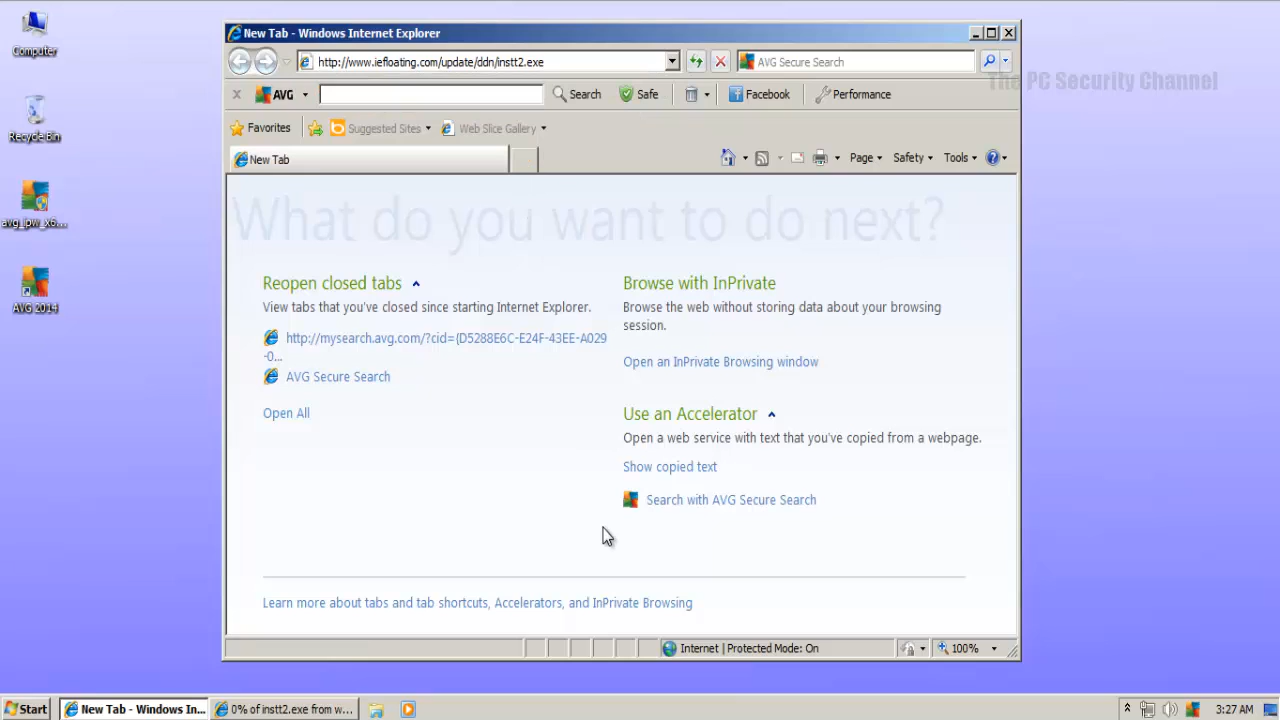 Computer
Recycle Bin
avg_ipw_x6...
AVG 2014
New Tab - Windows Internet Explorer
http://www.iefloating.com/update/ddn/instt2.exe
AVG Secure Search
The PC Security Channel
AVG
Search
Safe
Facebook
Performance
Favorites
Suggested Sites
Web Slice Gallery
New Tab
Page
Safety
Tools
What do you want to do next?
Reopen closed tabs
View tabs that you've closed since starting Internet Explorer.
http://mysearch.avg.com/?cid={D5288E6C-E24F-43EE-A029
-0,..
AVG Secure Search
Open All
Browse with InPrivate
Browse the web without storing data about your browsing
session.
Open an InPrivate Browsing window
Use an Accelerator
Open a web service with text that you've copied from a webpage.
Show copied text
Search with AVG Secure Search
Learn more about tabs and tab shortcuts, Accelerators, and InPrivate Browsing
Internet | Protected Mode: On
100%
Start
New Tab - Windows In...
0% of instt2.exe from w...
3:27 AM